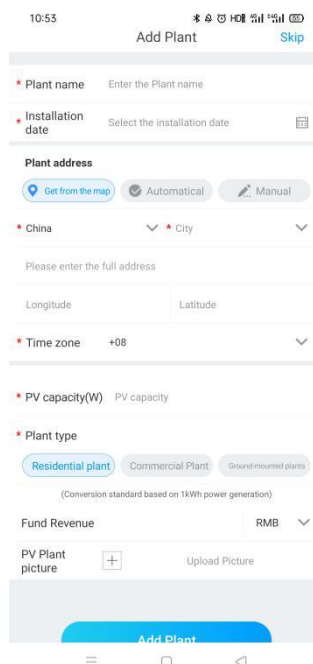 10:53
Add Plant
Skip
* Plant name Enter the Plant name
* Installation date Select the installation date
Plant address
Get from the map Automatical Manual
* China * City
Please enter the full address
Longitude Latitude
* Time zone +08
* PV capacity(W) PV capacity
* Plant type
Residential plant Commercial Plant Ground-mounted plants
(Conversion standard based on 1kWh power generation)
Fund Revenue RMB
PV Plant picture Upload Picture
Add Plant